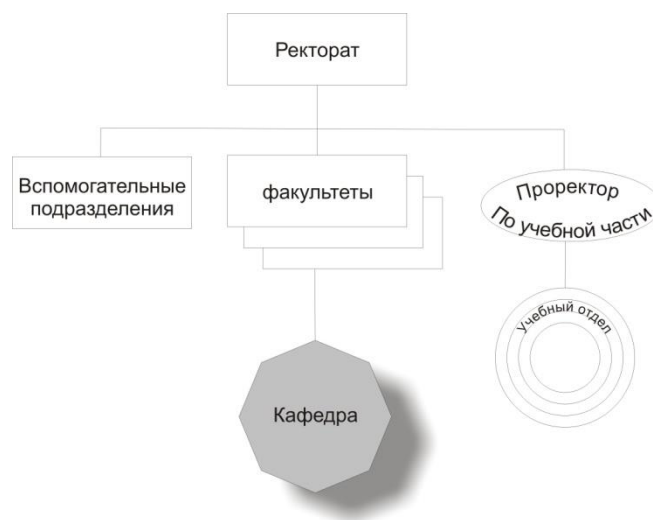 Ректорат
Вспомогательные
подразделения
факультеты
Проректор
По учебной части
Учебный отдел
Кафедра